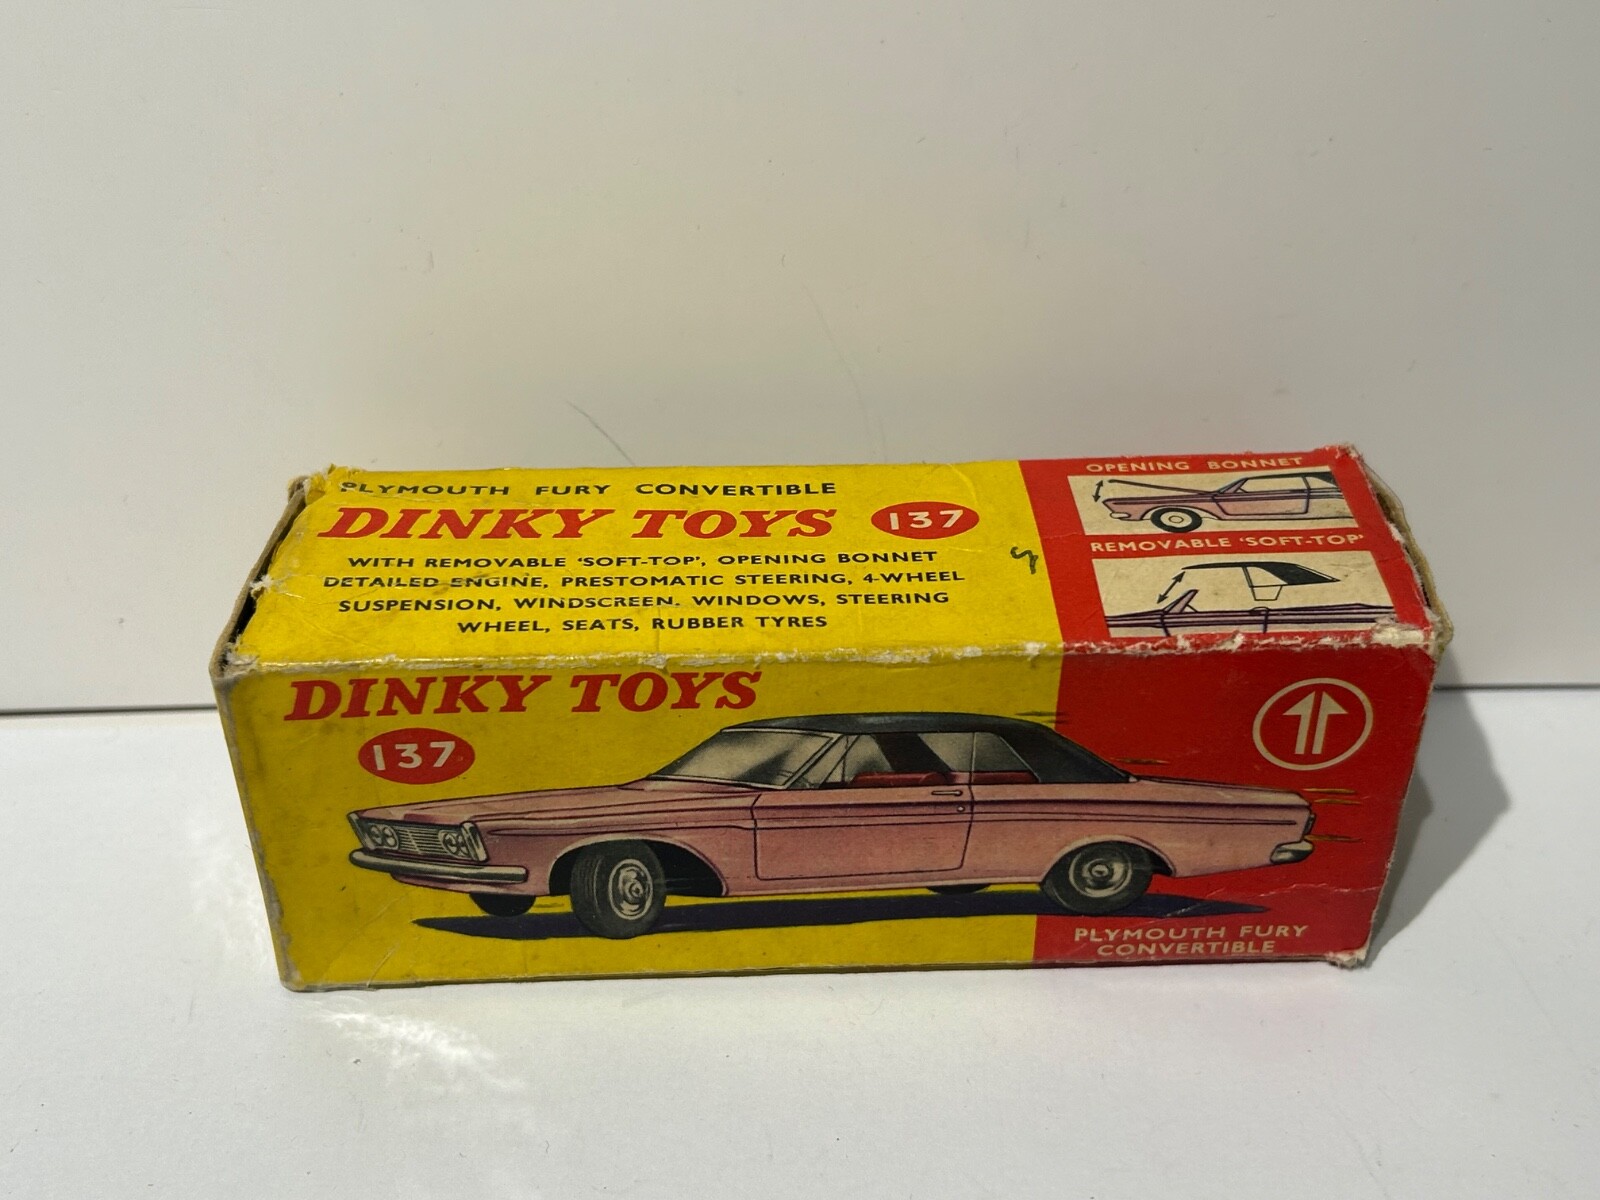 PLYMOUTH FURY CONVERTIBLE
DINKY TOYS 137
WITH REMOVABLE 'SOFT-TOP', OPENING BONNET
DETAILED ENGINE, PRESTOMATIC STEERING, 4-WHEEL
SUSPENSION, WINDSCREEN, WINDOWS, STEERING
WHEEL, SEATS, RUBBER TYRES
OPENING BONNET
REMOVABLE 'SOFT-TOP'
DINKY TOYS
137
PLYMOUTH FURY
CONVERTIBLE